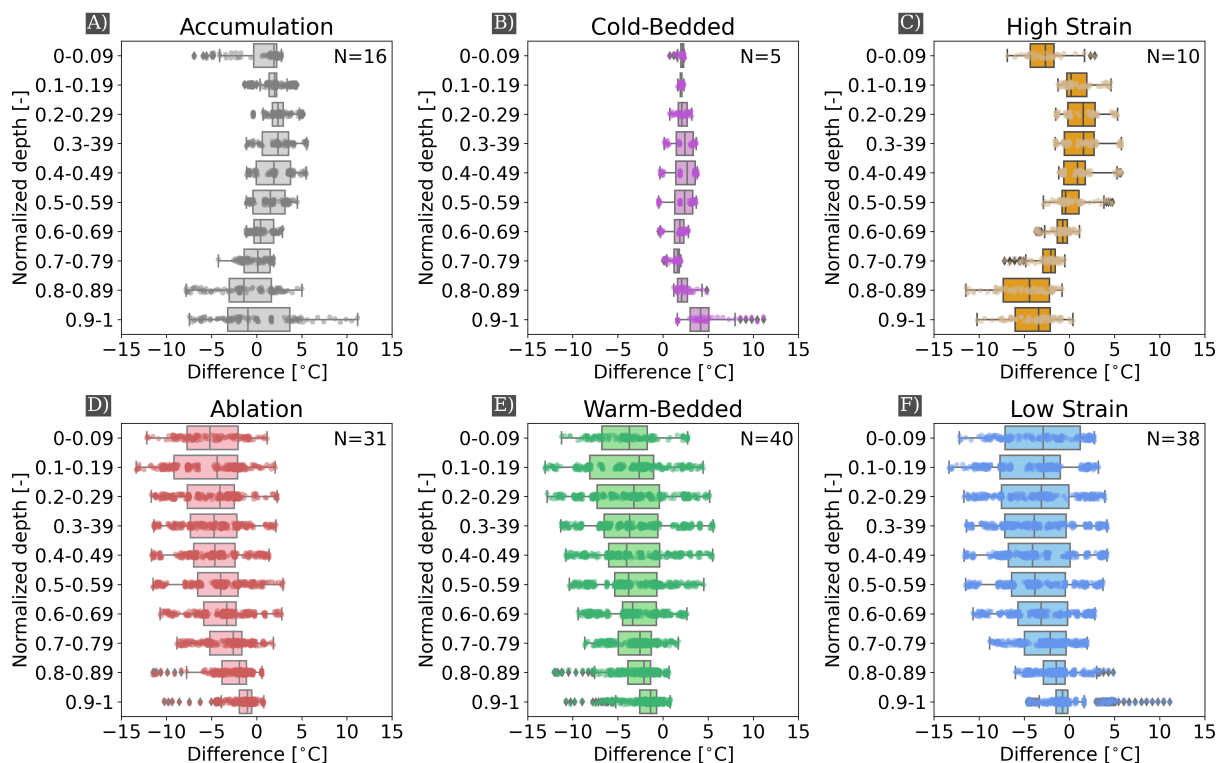 A) Accumulation
N=16
Normalized depth [-]
0-0.09
0.1-0.19
0.2-0.29
0.3-39
0.4-0.49
0.5-0.59
0.6-0.69
0.7-0.79
0.8-0.89
0.9-1
−15 −10 −5 0 5 10 15
Difference [°C]
B) Cold-Bedded
N=5
Normalized depth [-]
0-0.09
0.1-0.19
0.2-0.29
0.3-39
0.4-0.49
0.5-0.59
0.6-0.69
0.7-0.79
0.8-0.89
0.9-1
−15 −10 −5 0 5 10 15
Difference [°C]
C) High Strain
N=10
Normalized depth [-]
0-0.09
0.1-0.19
0.2-0.29
0.3-39
0.4-0.49
0.5-0.59
0.6-0.69
0.7-0.79
0.8-0.89
0.9-1
−15 −10 −5 0 5 10 15
Difference [°C]
D) Ablation
N=31
Normalized depth [-]
0-0.09
0.1-0.19
0.2-0.29
0.3-39
0.4-0.49
0.5-0.59
0.6-0.69
0.7-0.79
0.8-0.89
0.9-1
−15 −10 −5 0 5 10 15
Difference [°C]
E) Warm-Bedded
N=40
Normalized depth [-]
0-0.09
0.1-0.19
0.2-0.29
0.3-39
0.4-0.49
0.5-0.59
0.6-0.69
0.7-0.79
0.8-0.89
0.9-1
−15 −10 −5 0 5 10 15
Difference [°C]
F) Low Strain
N=38
Normalized depth [-]
0-0.09
0.1-0.19
0.2-0.29
0.3-39
0.4-0.49
0.5-0.59
0.6-0.69
0.7-0.79
0.8-0.89
0.9-1
−15 −10 −5 0 5 10 15
Difference [°C]